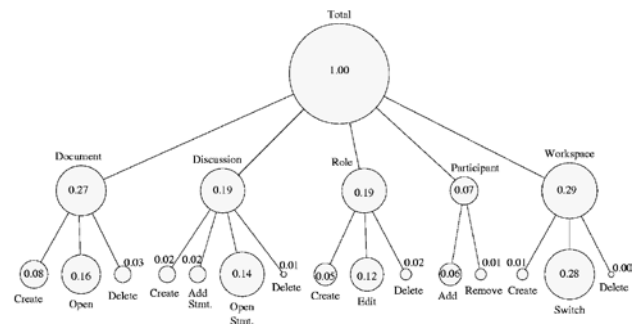 Total
1.00
Document
Discussion
Role
Participant
Workspace
0.27
0.19
0.19
0.07
0.29
0.08
0.16
0.03
0.02
0.02
0.14
0.01
0.05
0.12
0.02
0.06
0.01
0.01
0.28
0.00
Create
Open
Delete
Create
Add
Stmt.
Open
Stmt.
Delete
Create
Edit
Delete
Add
Remove
Create
Switch
Delete